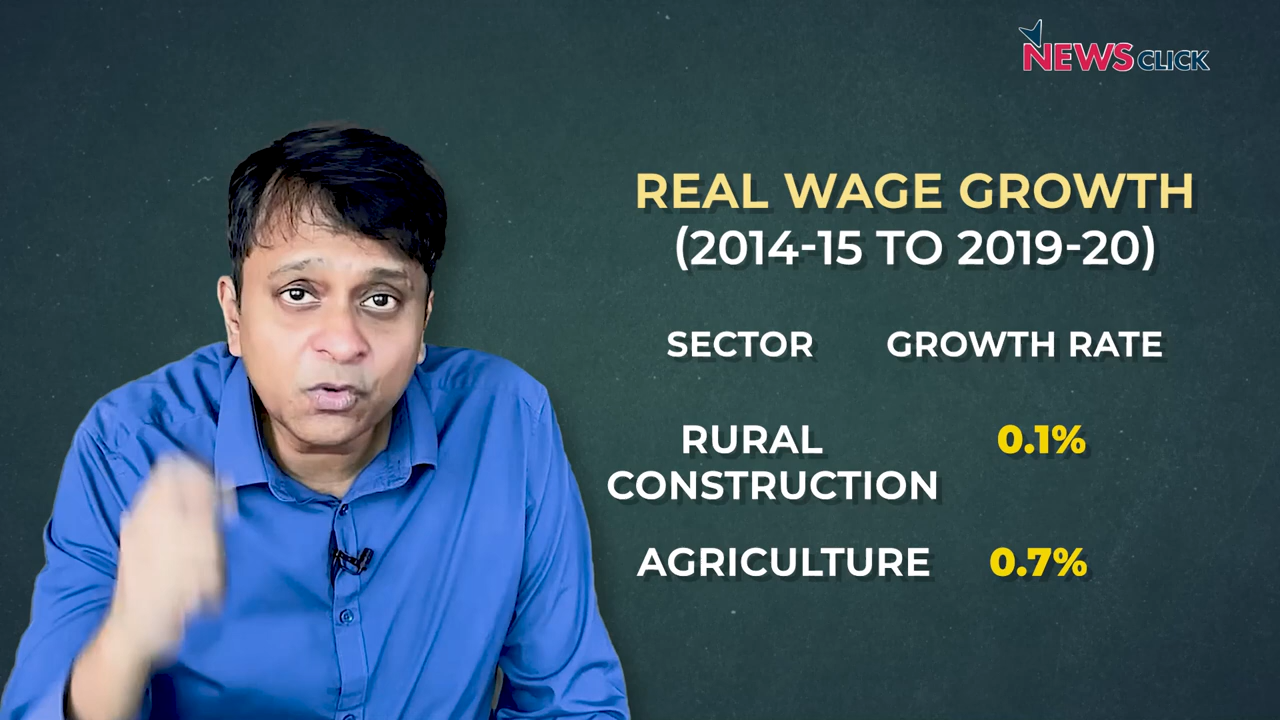 NEWSCLICK
REAL WAGE GROWTH
(2014-15 TO 2019-20)
SECTOR GROWTH RATE
RURAL 0.1%
CONSTRUCTION
AGRICULTURE 0.7%